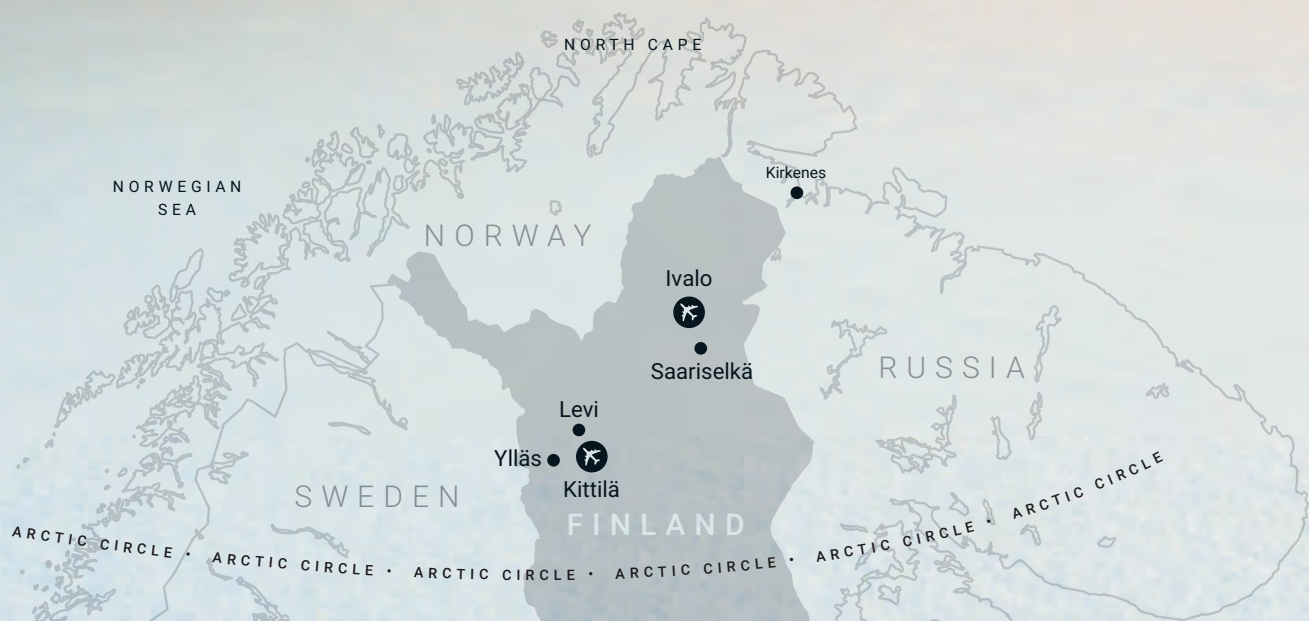 NORTH CAPE
Kirkenes
NORWEGIAN
SEA
NORWAY
Ivalo
Saariselkä
RUSSIA
Levi
Ylläs
Kittilä
SWEDEN
FINLAND
ARCTIC CIRCLE • ARCTIC CIRCLE • ARCTIC CIRCLE • ARCTIC CIRCLE • ARCTIC CIRCLE • ARCTIC CIRCLE